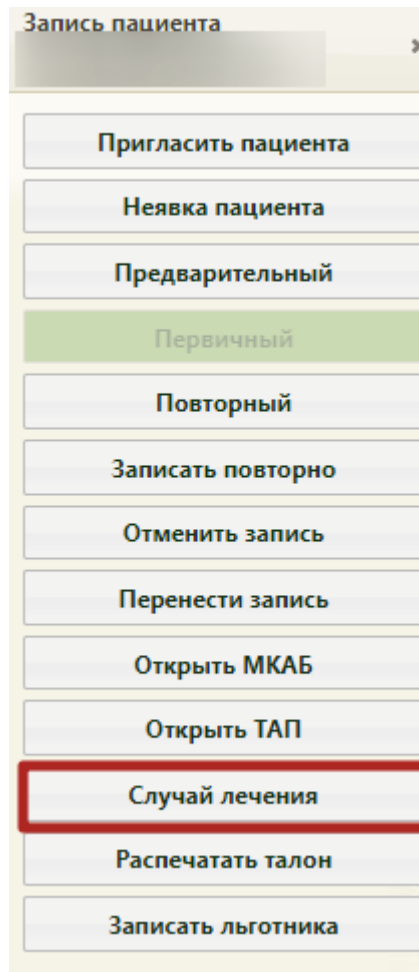 Запись пациента
Пригласить пациента
Неявка пациента
Предварительный
Первичный
Повторный
Записать повторно
Отменить запись
Перенести запись
Открыть МКАБ
Открыть ТАП
Случай лечения
Распечатать талон
Записать льготника